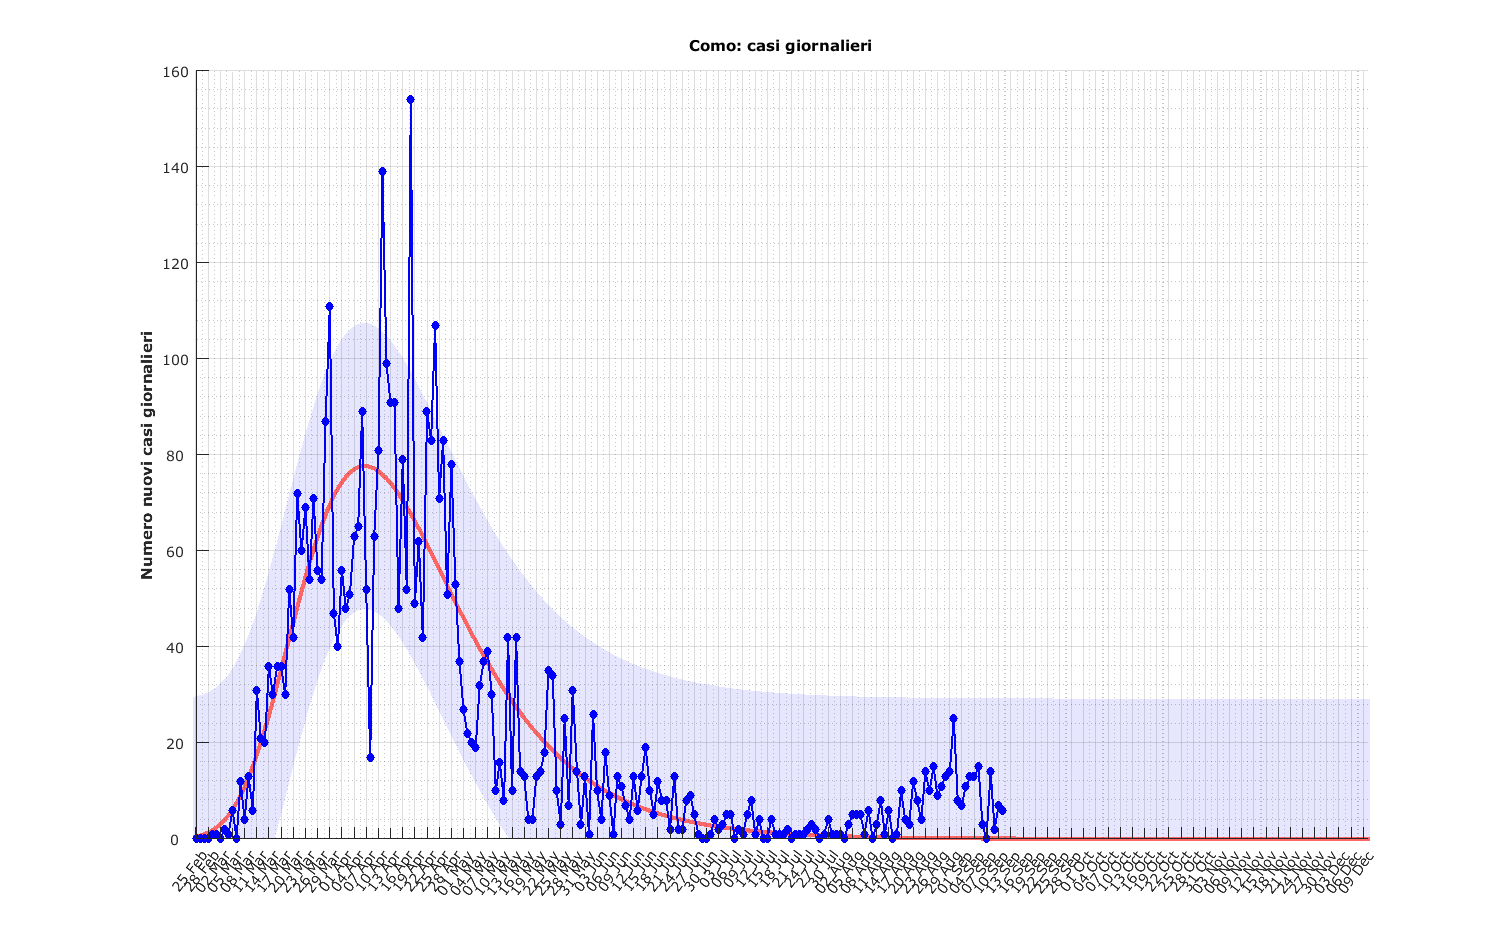 Como: casi giornalieri
Numero nuovi casi giornalieri
160
140
120
100
80
60
40
20
0
25 Feb
28 Feb
02 Mar
05 Mar
08 Mar
11 Mar
14 Mar
17 Mar
20 Mar
23 Mar
26 Mar
29 Mar
01 Apr
04 Apr
07 Apr
10 Apr
13 Apr
16 Apr
19 Apr
22 Apr
25 Apr
28 Apr
01 May
04 May
07 May
10 May
13 May
16 May
19 May
22 May
25 May
28 May
31 May
03 Jun
06 Jun
09 Jun
12 Jun
15 Jun
18 Jun
21 Jun
24 Jun
27 Jun
30 Jun
03 Jul
06 Jul
09 Jul
12 Jul
15 Jul
18 Jul
21 Jul
24 Jul
27 Jul
30 Jul
02 Aug
05 Aug
08 Aug
11 Aug
14 Aug
17 Aug
20 Aug
23 Aug
26 Aug
29 Aug
01 Sep
04 Sep
07 Sep
10 Sep
13 Sep
16 Sep
19 Sep
22 Sep
25 Sep
28 Sep
01 Oct
04 Oct
07 Oct
10 Oct
13 Oct
16 Oct
19 Oct
22 Oct
25 Oct
28 Oct
31 Oct
03 Nov
06 Nov
09 Nov
12 Nov
15 Nov
18 Nov
21 Nov
24 Nov
27 Nov
30 Nov
03 Dec
06 Dec
09 Dec